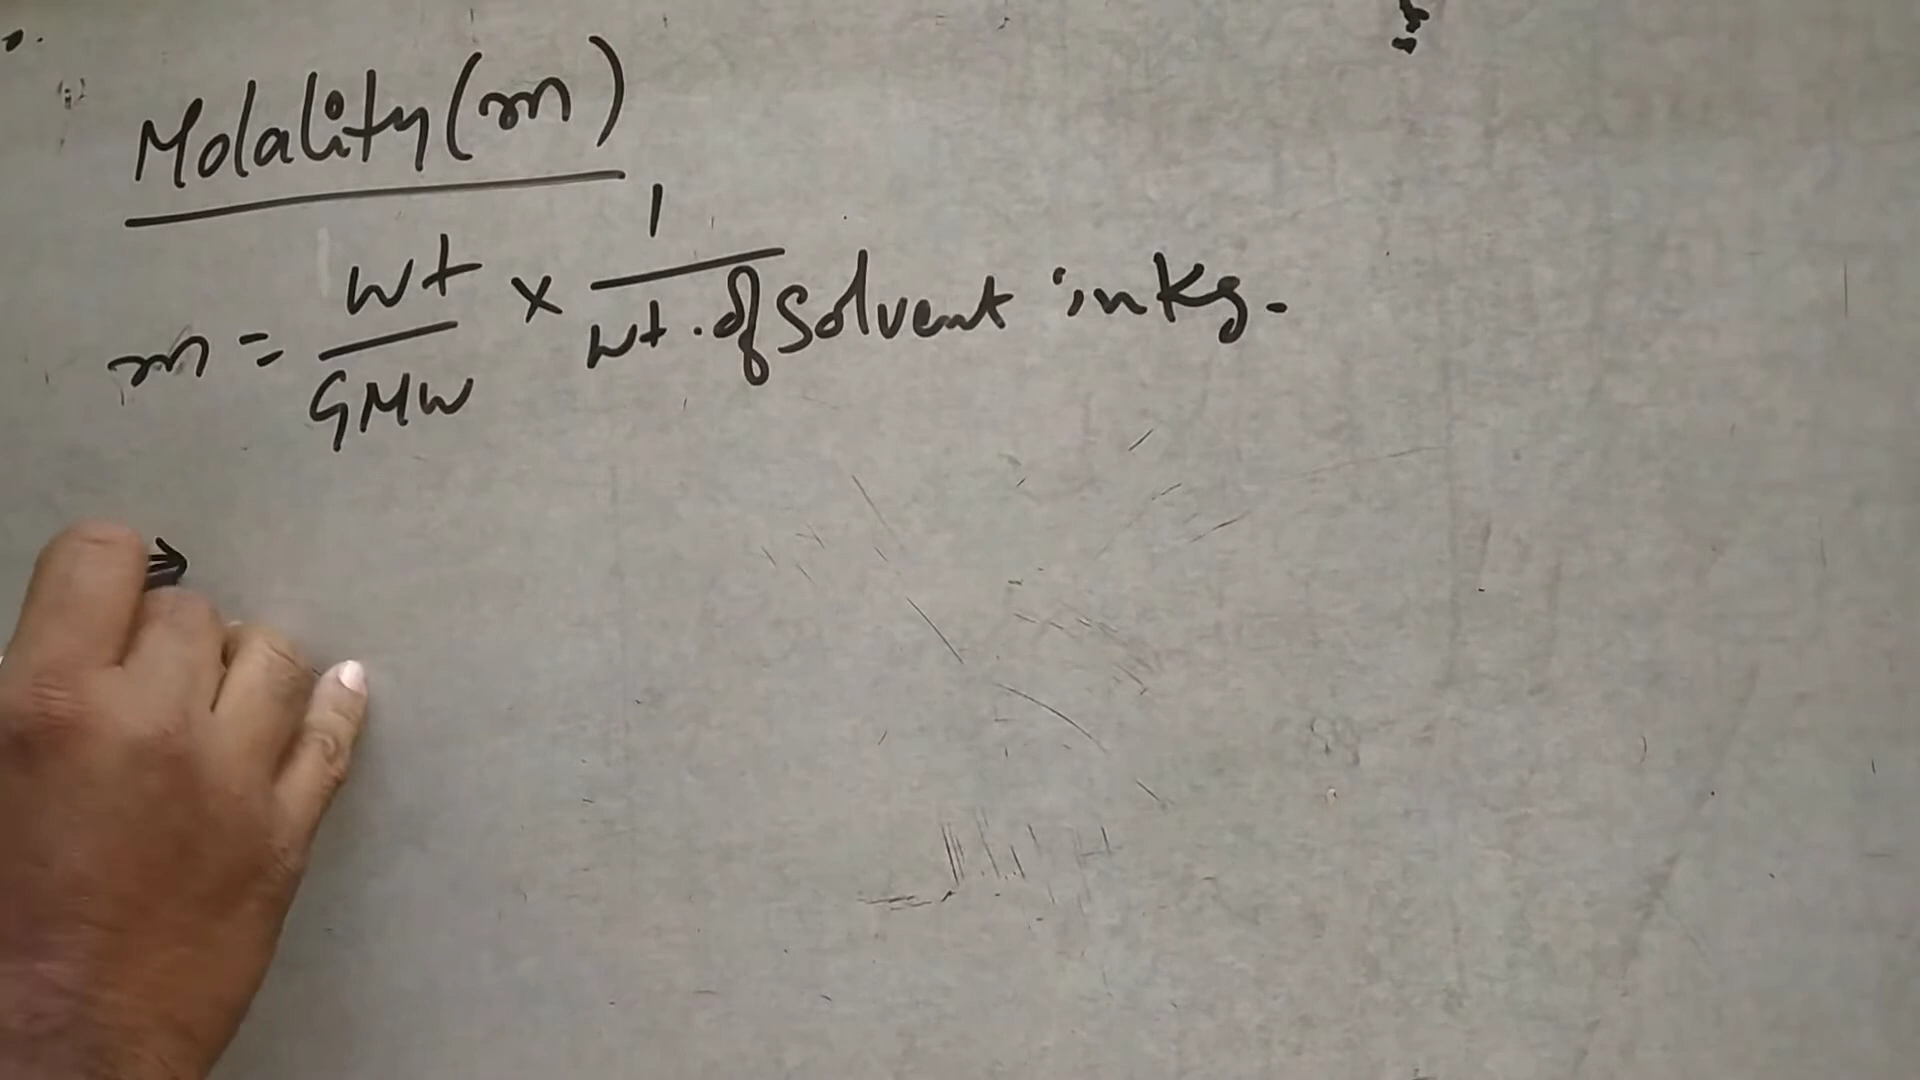 Molality (m)
m = wt/GMW × 1/wt. of Solvent in Kg.
⇒